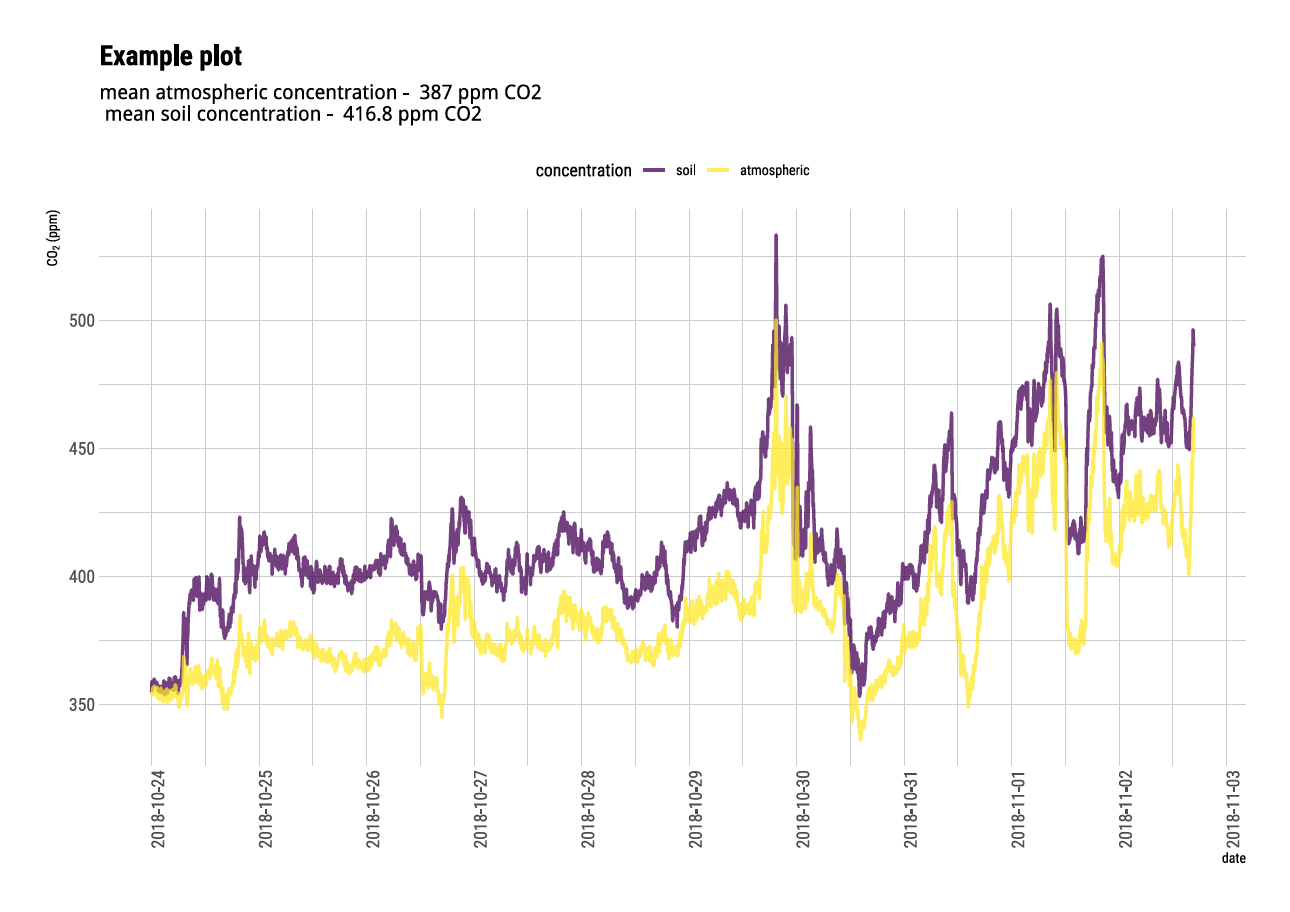 Example plot
mean atmospheric concentration -  387 ppm CO2
mean soil concentration -  416.8 ppm CO2
concentration soil atmospheric
CO₂ (ppm)
500
450
400
350
2018-10-24
2018-10-25
2018-10-26
2018-10-27
2018-10-28
2018-10-29
2018-10-30
2018-10-31
2018-11-01
2018-11-02
2018-11-03
date